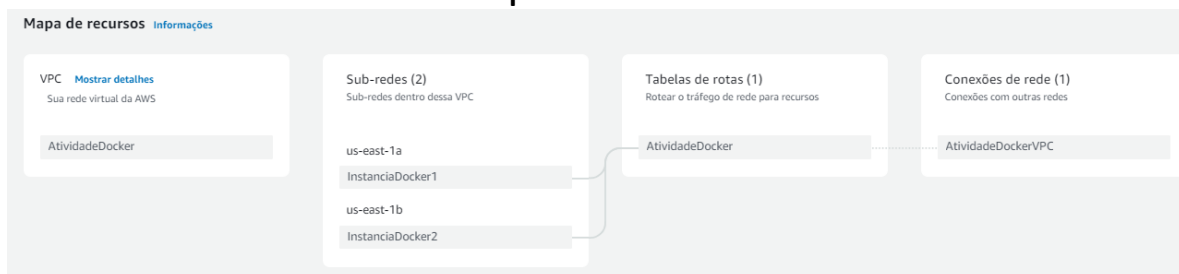 Mapa de recursos Informações
VPC Mostrar detalhes
Sua rede virtual da AWS
AtividadeDocker
Sub-redes (2)
Sub-redes dentro dessa VPC
us-east-1a
InstanciaDocker1
us-east-1b
InstanciaDocker2
Tabelas de rotas (1)
Rotear o tráfego de rede para recursos
AtividadeDocker
Conexões de rede (1)
Conexões com outras redes
AtividadeDockerVPC